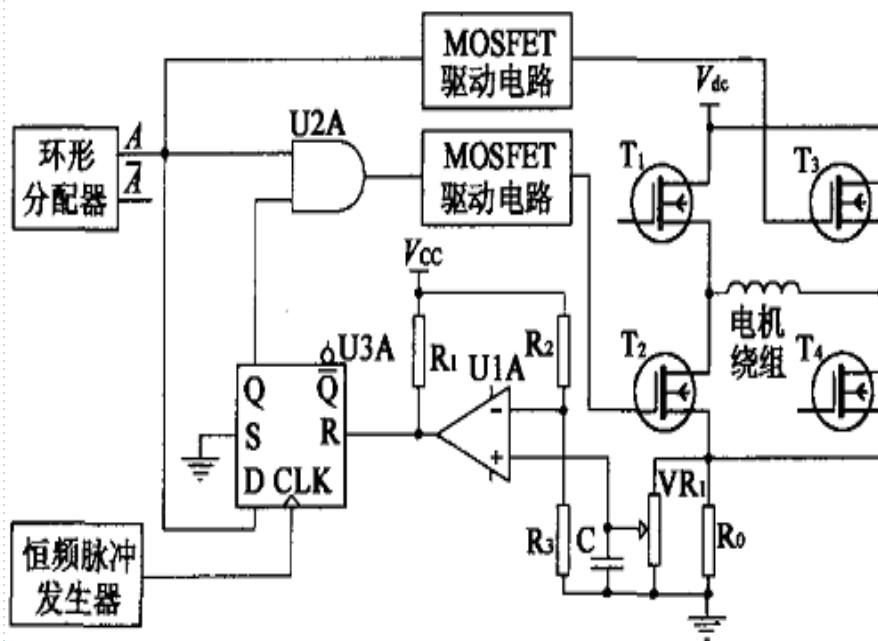 MOSFET
驱动电路
V_dc
U2A
A
A̅
环形
分配器
MOSFET
驱动电路
T₁
T₃
V_CC
电机
绕组
U3A
R₁
R₂
U1A
T₂
T₄
Q
Q̅
S
R
-
+
D
CLK
VR₁
R₃
C
R₀
恒频脉冲
发生器